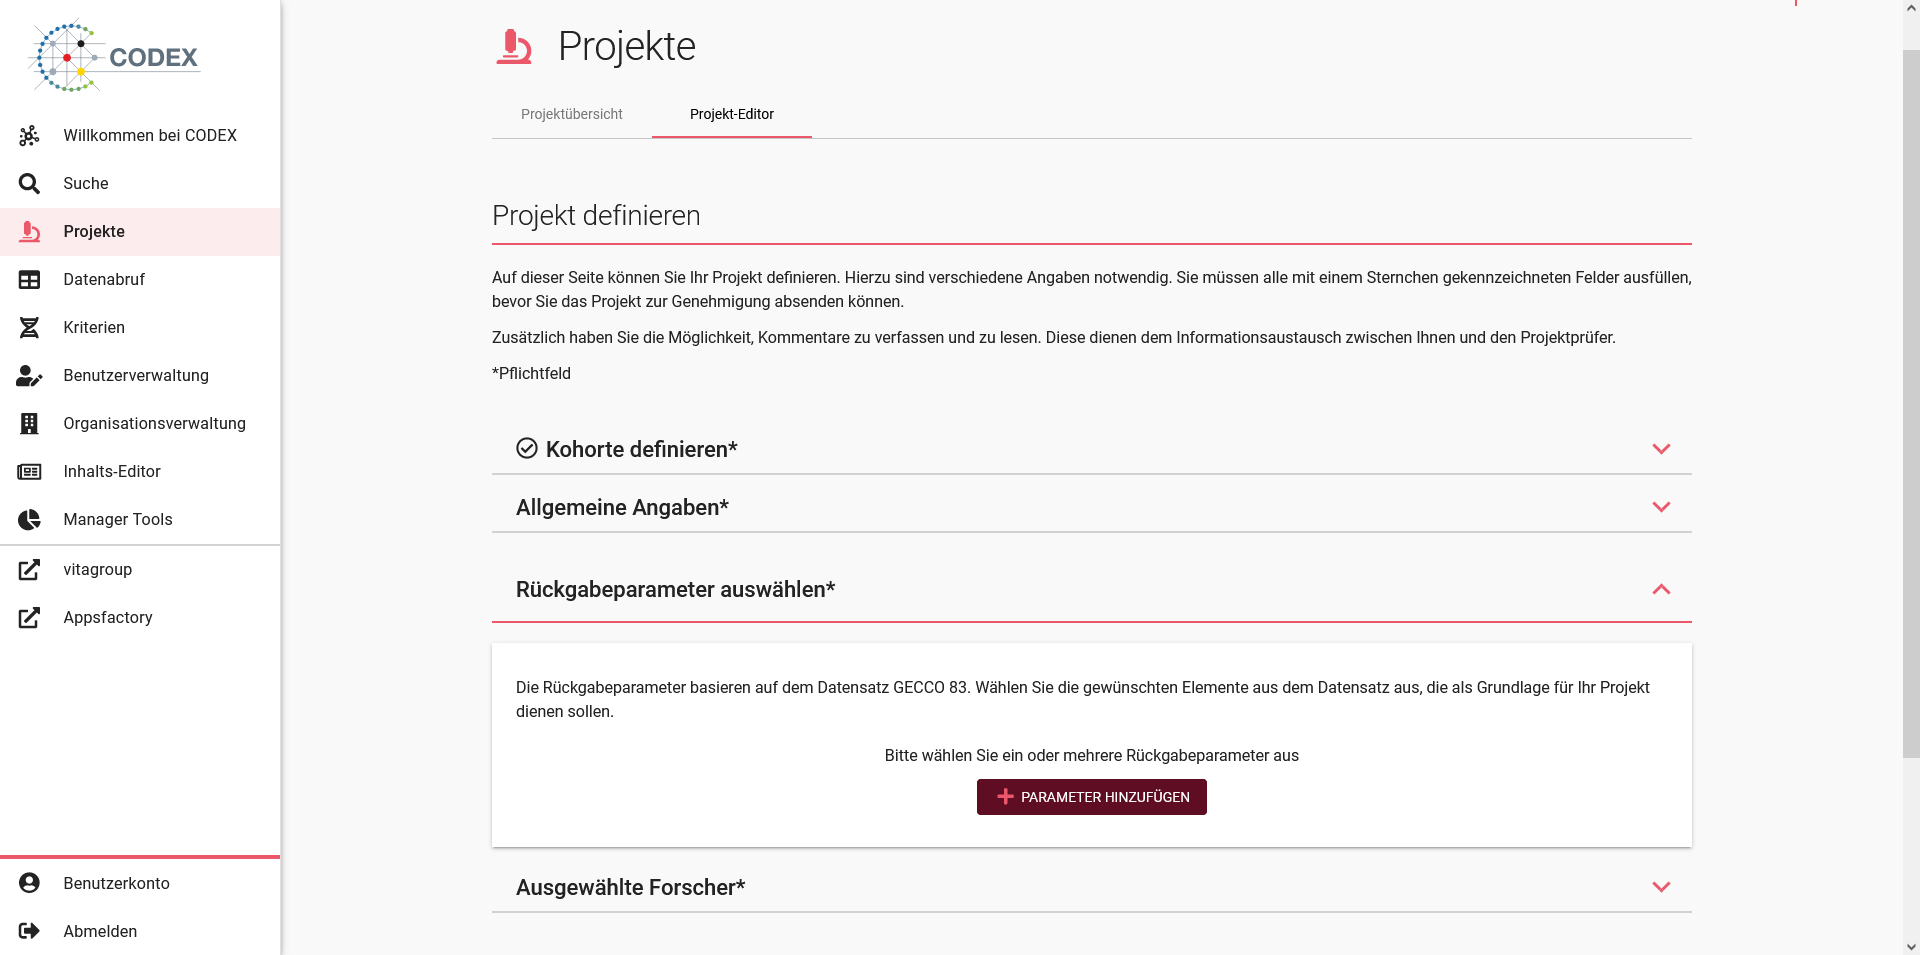 CODEX
Willkommen bei CODEX
Suche
Projekte
Datenabruf
Kriterien
Benutzerverwaltung
Organisationsverwaltung
Inhalts-Editor
Manager Tools
vitagroup
Appsfactory
Benutzerkonto
Abmelden
Projekte
Projektübersicht
Projekt-Editor
Projekt definieren
Auf dieser Seite können Sie Ihr Projekt definieren. Hierzu sind verschiedene Angaben notwendig. Sie müssen alle mit einem Sternchen gekennzeichneten Felder ausfüllen,
bevor Sie das Projekt zur Genehmigung absenden können.
Zusätzlich haben Sie die Möglichkeit, Kommentare zu verfassen und zu lesen. Diese dienen dem Informationsaustausch zwischen Ihnen und den Projektprüfer.
*Pflichtfeld
Kohorte definieren*
Allgemeine Angaben*
Rückgabeparameter auswählen*
Die Rückgabeparameter basieren auf dem Datensatz GECCO 83. Wählen Sie die gewünschten Elemente aus dem Datensatz aus, die als Grundlage für Ihr Projekt
dienen sollen.
Bitte wählen Sie ein oder mehrere Rückgabeparameter aus
PARAMETER HINZUFÜGEN
Ausgewählte Forscher*